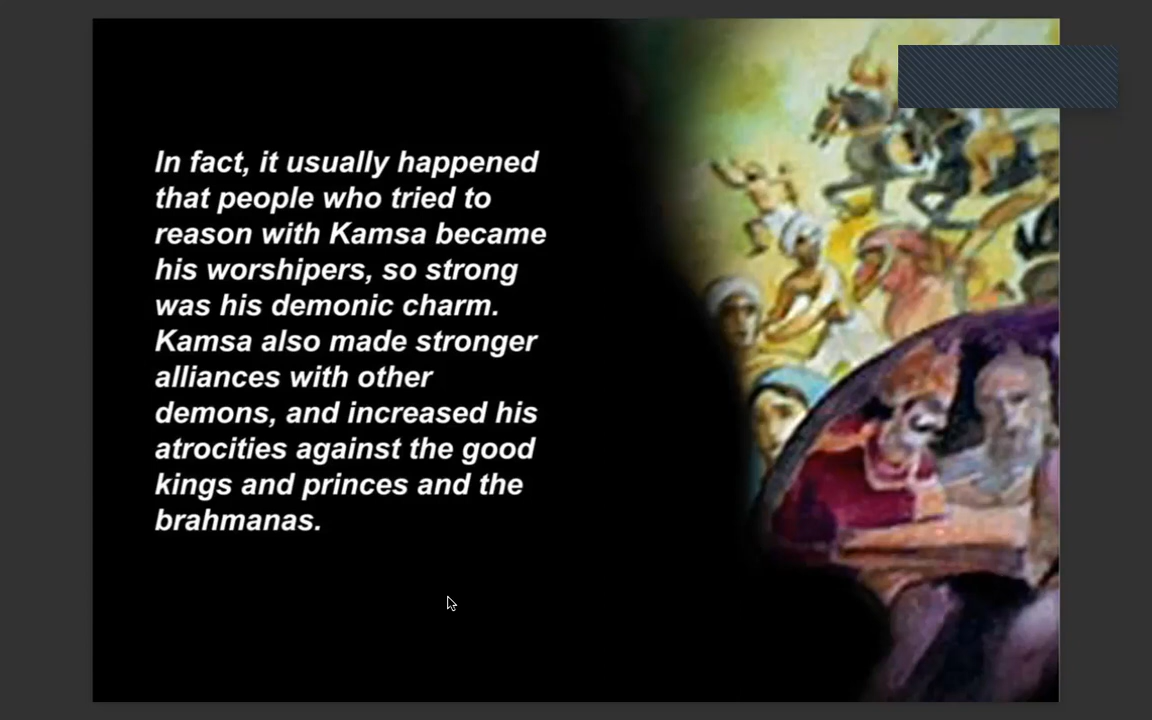 In fact, it usually happened
that people who tried to
reason with Kamsa became
his worshipers, so strong
was his demonic charm.
Kamsa also made stronger
alliances with other
demons, and increased his
atrocities against the good
kings and princes and the
brahmanas.